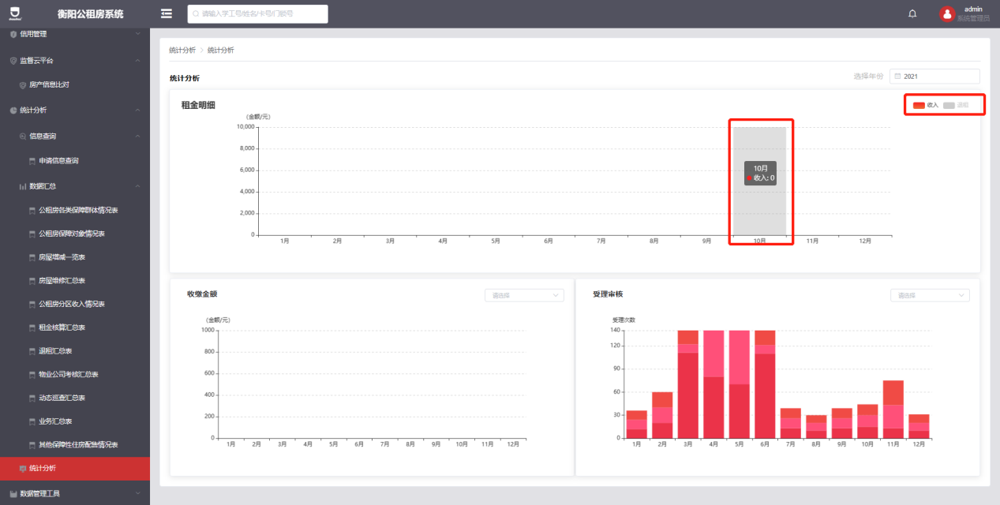 衡阳公租房系统
请输入学工号/姓名/卡号/门锁号
admin
系统管理员
信用管理
监督云平台
房产信息比对
统计分析
信息查询
申请信息查询
数据汇总
公租房各类保障群体情况表
公租房保障对象情况表
房屋增减一览表
房屋维修汇总表
公租房分区收入情况表
租金核算汇总表
退租汇总表
物业公司考核汇总表
动态巡查汇总表
业务汇总表
其他保障性住房配售情况表
统计分析
数据管理工具
统计分析 > 统计分析
统计分析
选择年份
2021
租金明细
收入 退租
(金额/元)
10,000
8,000
6,000
4,000
2,000
0
10月
收入: 0
1月 2月 3月 4月 5月 6月 7月 8月 9月 10月 11月 12月
收缴金额
请选择
(金额/元)
1000
800
600
400
200
0
1月 2月 3月 4月 5月 6月 7月 8月 9月 10月 11月 12月
受理审核
请选择
受理次数
140
120
90
60
30
0
1月 2月 3月 4月 5月 6月 7月 8月 9月 10月 11月 12月